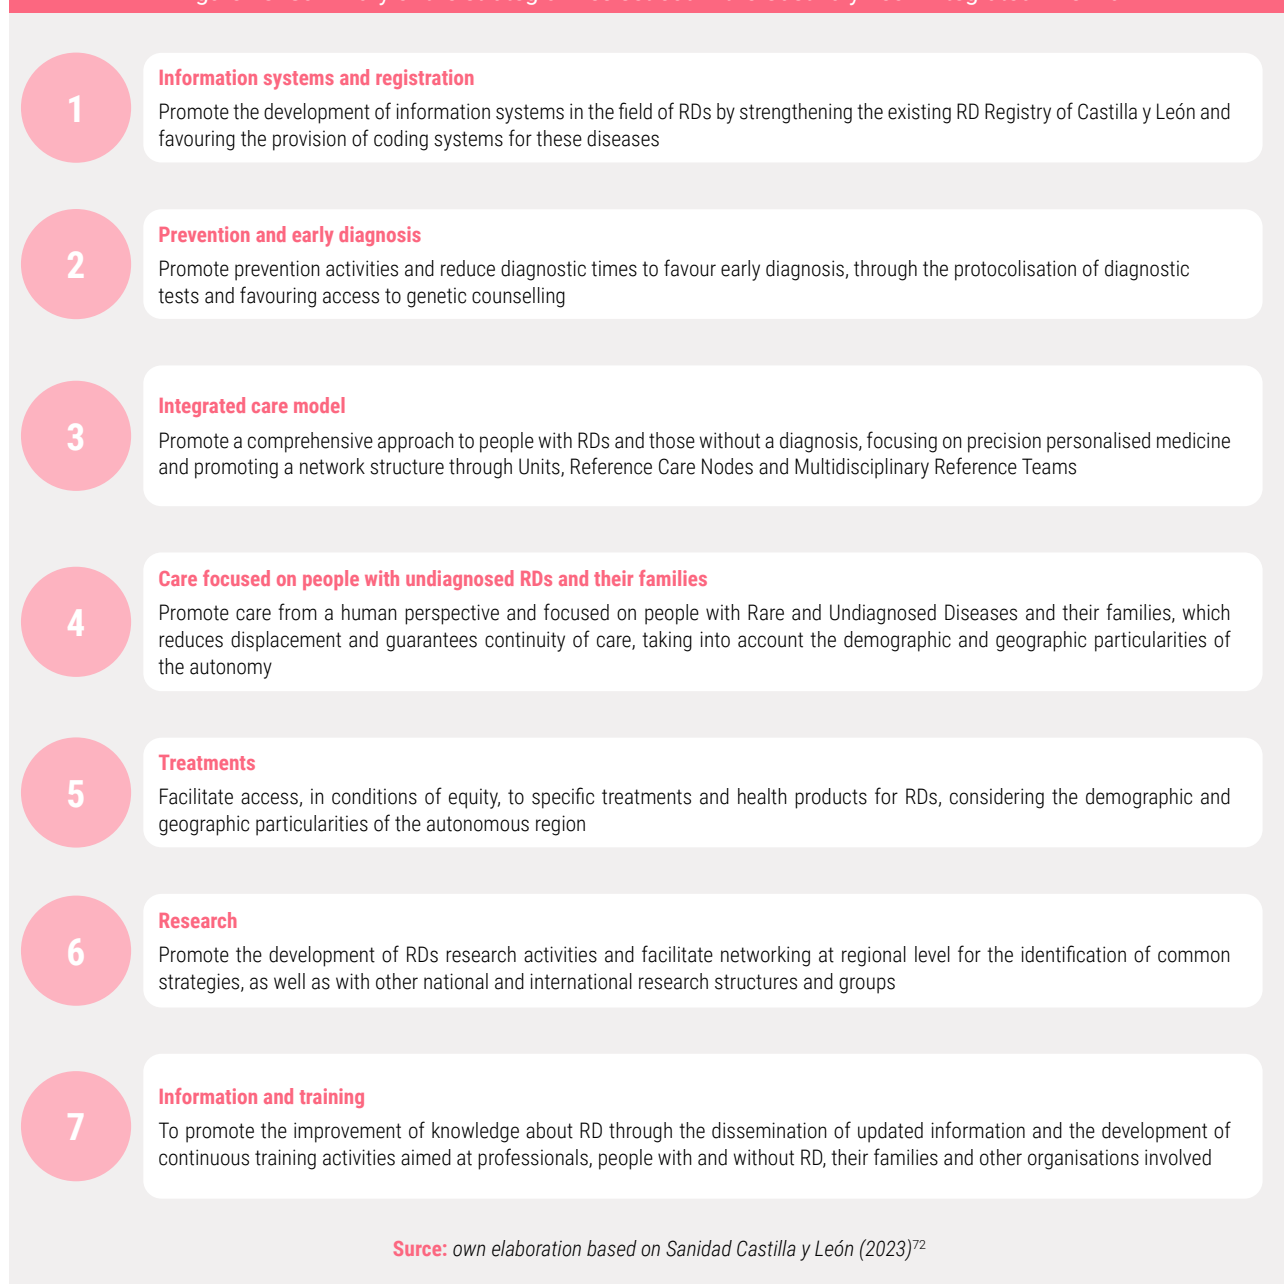 1
Information systems and registration
Promote the development of information systems in the field of RDs by strengthening the existing RD Registry of Castilla y León and
favouring the provision of coding systems for these diseases
2
Prevention and early diagnosis
Promote prevention activities and reduce diagnostic times to favour early diagnosis, through the protocolisation of diagnostic
tests and favouring access to genetic counselling
3
Integrated care model
Promote a comprehensive approach to people with RDs and those without a diagnosis, focusing on precision personalised medicine
and promoting a network structure through Units, Reference Care Nodes and Multidisciplinary Reference Teams
4
Care focused on people with undiagnosed RDs and their families
Promote care from a human perspective and focused on people with Rare and Undiagnosed Diseases and their families, which
reduces displacement and guarantees continuity of care, taking into account the demographic and geographic particularities of
the autonomy
5
Treatments
Facilitate access, in conditions of equity, to specific treatments and health products for RDs, considering the demographic and
geographic particularities of the autonomous region
6
Research
Promote the development of RDs research activities and facilitate networking at regional level for the identification of common
strategies, as well as with other national and international research structures and groups
7
Information and training
To promote the improvement of knowledge about RD through the dissemination of updated information and the development of
continuous training activities aimed at professionals, people with and without RD, their families and other organisations involved
Surce: own elaboration based on Sanidad Castilla y León (2023)72